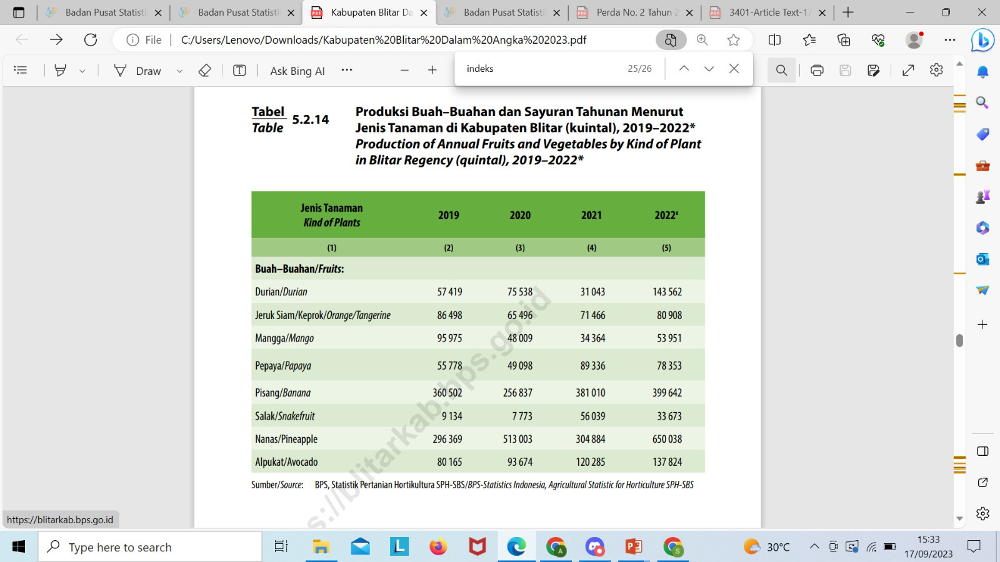 Badan Pusat Statisti
Badan Pusat Statisti
Kabupaten Blitar Da
Badan Pusat Statisti
Perda No. 2 Tahun 2
3401-Article Text-17
File
C:/Users/Lenovo/Downloads/Kabupaten%20Blitar%20Dalam%20Angka%202023.pdf
Draw
Ask Bing AI
indeks 25/26
Tabel 5.2.14
Table
Produksi Buah–Buahan dan Sayuran Tahunan Menurut
Jenis Tanaman di Kabupaten Blitar (kuintal), 2019–2022*
Production of Annual Fruits and Vegetables by Kind of Plant
in Blitar Regency (quintal), 2019–2022*
Jenis Tanaman
Kind of Plants
2019 2020 2021 2022x
(1) (2) (3) (4) (5)
Buah–Buahan/Fruits:
Durian/Durian 57 419 75 538 31 043 143 562
Jeruk Siam/Keprok/Orange/Tangerine 86 498 65 496 71 466 80 908
Mangga/Mango 95 975 48 009 34 364 53 951
Pepaya/Papaya 55 778 49 098 89 336 78 353
Pisang/Banana 360 502 256 837 381 010 399 642
Salak/Snakefruit 9 134 7 773 56 039 33 673
Nanas/Pineapple 296 369 513 003 304 884 650 038
Alpukat/Avocado 80 165 93 674 120 285 137 824
Sumber/Source: BPS, Statistik Pertanian Hortikultura SPH-SBS/BPS-Statistics Indonesia, Agricultural Statistic for Horticulture SPH-SBS
s://blitarkab.bps.go.id
https://blitarkab.bps.go.id
Type here to search
30°C
15:33
17/09/2023